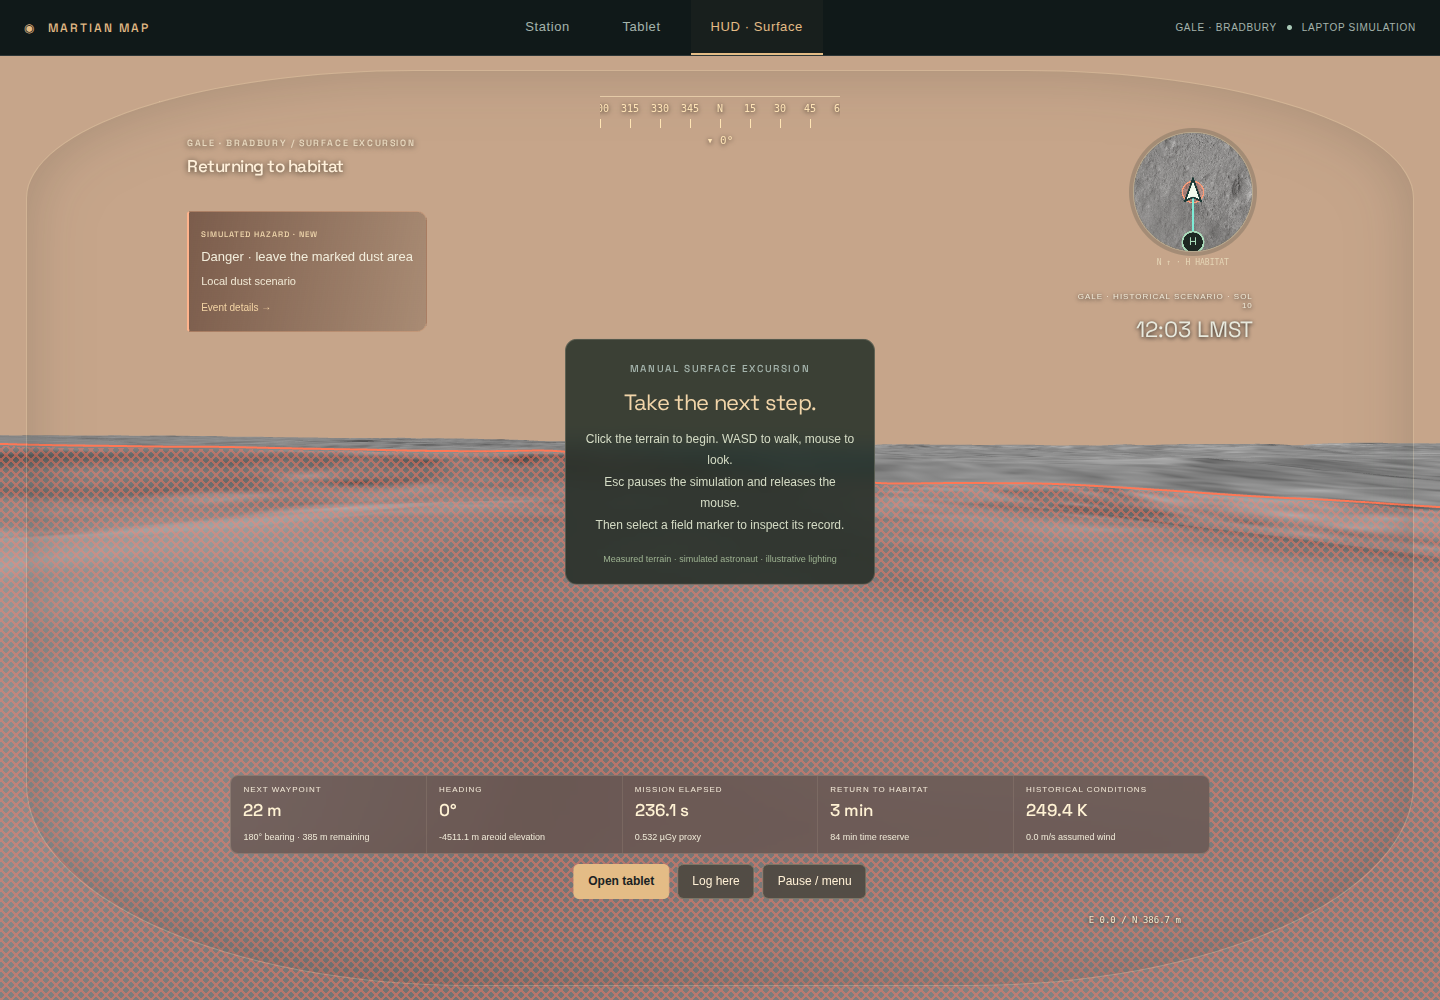 MARTIAN MAP
Station
Tablet
HUD · Surface
GALE · BRADBURY
LAPTOP SIMULATION
315 330 345 N 15 30 45
▾ 0°
GALE · BRADBURY / SURFACE EXCURSION
Returning to habitat
SIMULATED HAZARD · NEW
Danger · leave the marked dust area
Local dust scenario
Event details →
H
N ↑ · H HABITAT
GALE · HISTORICAL SCENARIO · SOL
10
12:03 LMST
MANUAL SURFACE EXCURSION
Take the next step.
Click the terrain to begin. WASD to walk, mouse to
look.
Esc pauses the simulation and releases the
mouse.
Then select a field marker to inspect its record.
Measured terrain · simulated astronaut · illustrative lighting
NEXT WAYPOINT
22 m
180° bearing · 385 m remaining
HEADING
0°
-4511.1 m areoid elevation
MISSION ELAPSED
236.1 s
0.532 µGy proxy
RETURN TO HABITAT
3 min
84 min time reserve
HISTORICAL CONDITIONS
249.4 K
0.0 m/s assumed wind
Open tablet
Log here
Pause / menu
E 0.0 / N 386.7 m